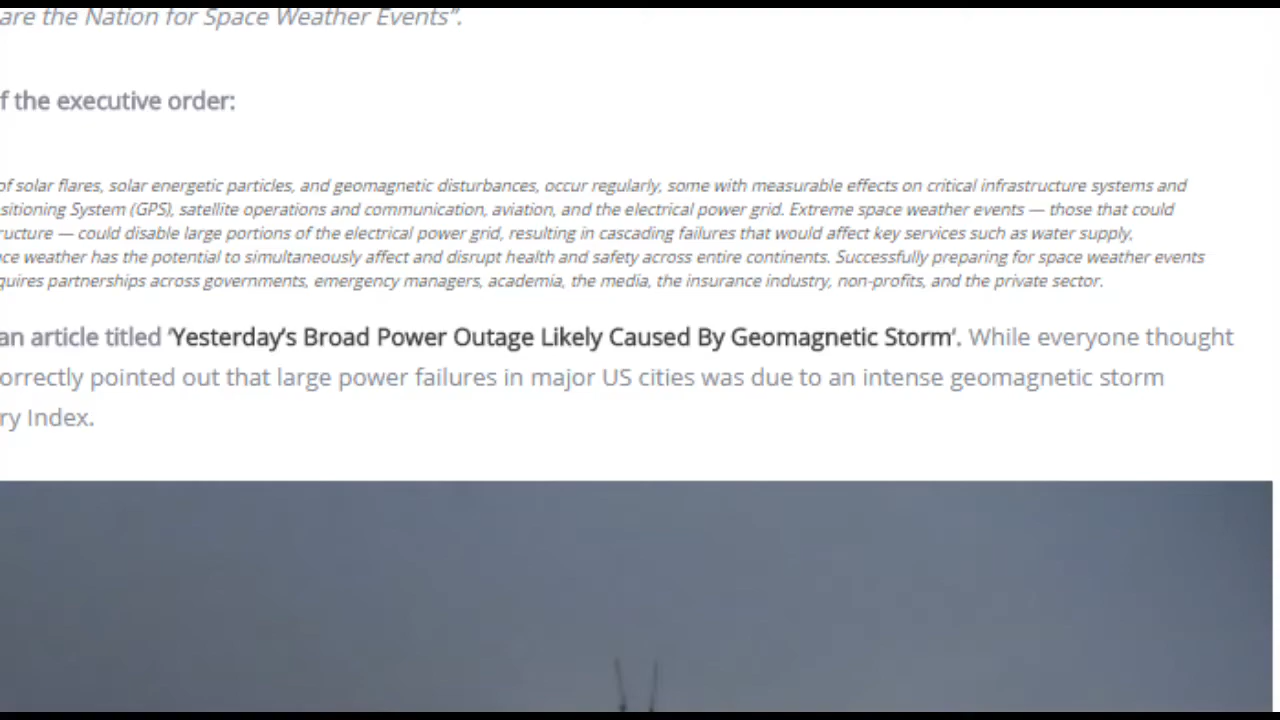 are the Nation for Space Weather Events”.
f the executive order:
of solar flares, solar energetic particles, and geomagnetic disturbances, occur regularly, some with measurable effects on critical infrastructure systems and
sitioning System (GPS), satellite operations and communication, aviation, and the electrical power grid. Extreme space weather events — those that could
ructure — could disable large portions of the electrical power grid, resulting in cascading failures that would affect key services such as water supply,
ce weather has the potential to simultaneously affect and disrupt health and safety across entire continents. Successfully preparing for space weather events
quires partnerships across governments, emergency managers, academia, the media, the insurance industry, non-profits, and the private sector.
an article titled ‘Yesterday’s Broad Power Outage Likely Caused By Geomagnetic Storm’. While everyone thought
orrectly pointed out that large power failures in major US cities was due to an intense geomagnetic storm
ry Index.